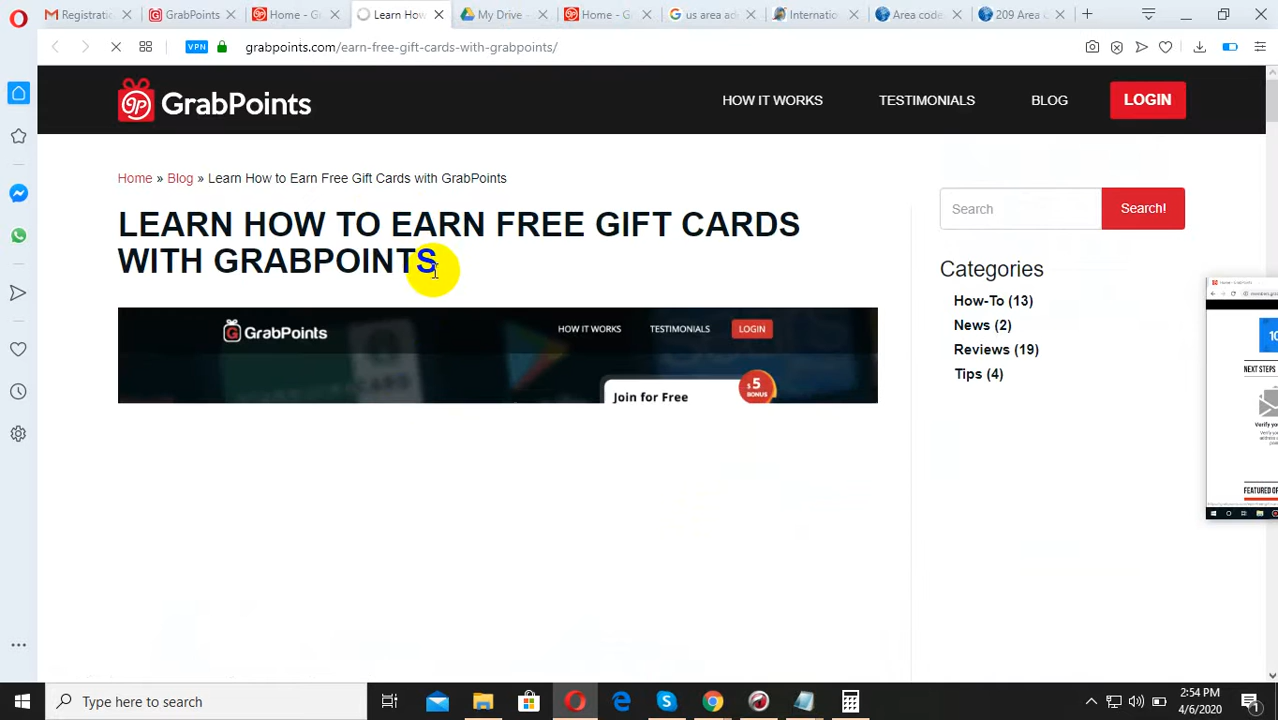 Registrati
GrabPoints
Home - G
Learn How
My Drive -
Home - G
us area ad
Internatio
Area code
209 Area C
VPN
grabpoints.com/earn-free-gift-cards-with-grabpoints/
GrabPoints
HOW IT WORKS
TESTIMONIALS
BLOG
LOGIN
Home » Blog » Learn How to Earn Free Gift Cards with GrabPoints
LEARN HOW TO EARN FREE GIFT CARDS
WITH GRABPOINTS
Search
Search!
Categories
How-To (13)
News (2)
Reviews (19)
Tips (4)
GrabPoints
HOW IT WORKS
TESTIMONIALS
LOGIN
Join for Free
$5
BONUS
NEXT STEPS
Verify yo
FEATURED OF
Type here to search
2:54 PM
4/6/2020